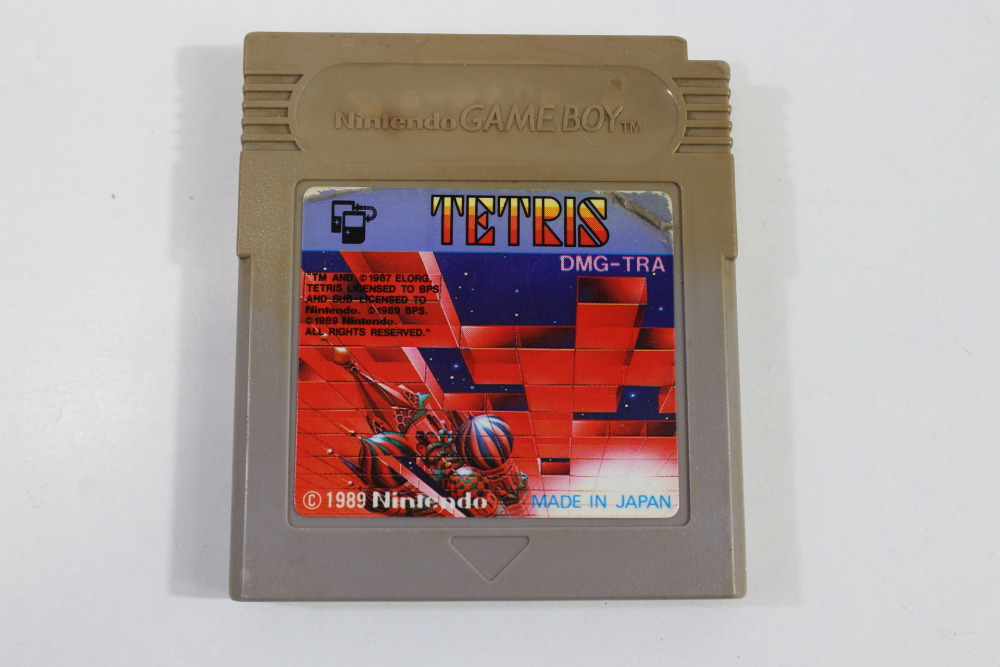 Nintendo GAME BOY TM
TETRIS
DMG-TRA
"TM AND © 1987 ELORG,
TETRIS LICENSED TO BPS
AND SUB-LICENSED TO
Nintendo. © 1989 BPS.
© 1989 Nintendo.
ALL RIGHTS RESERVED."
© 1989 Nintendo
MADE IN JAPAN